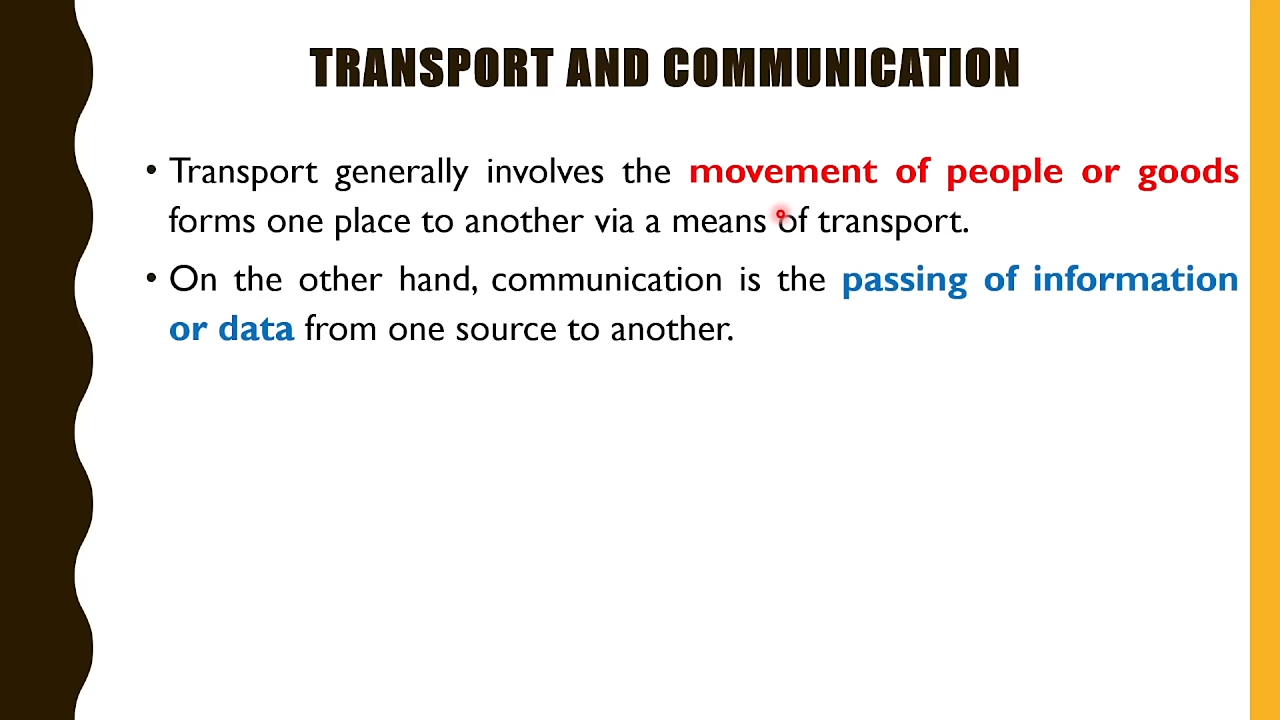 TRANSPORT AND COMMUNICATION
• Transport generally involves the movement of people or goods
forms one place to another via a means of transport.
• On the other hand, communication is the passing of information
or data from one source to another.